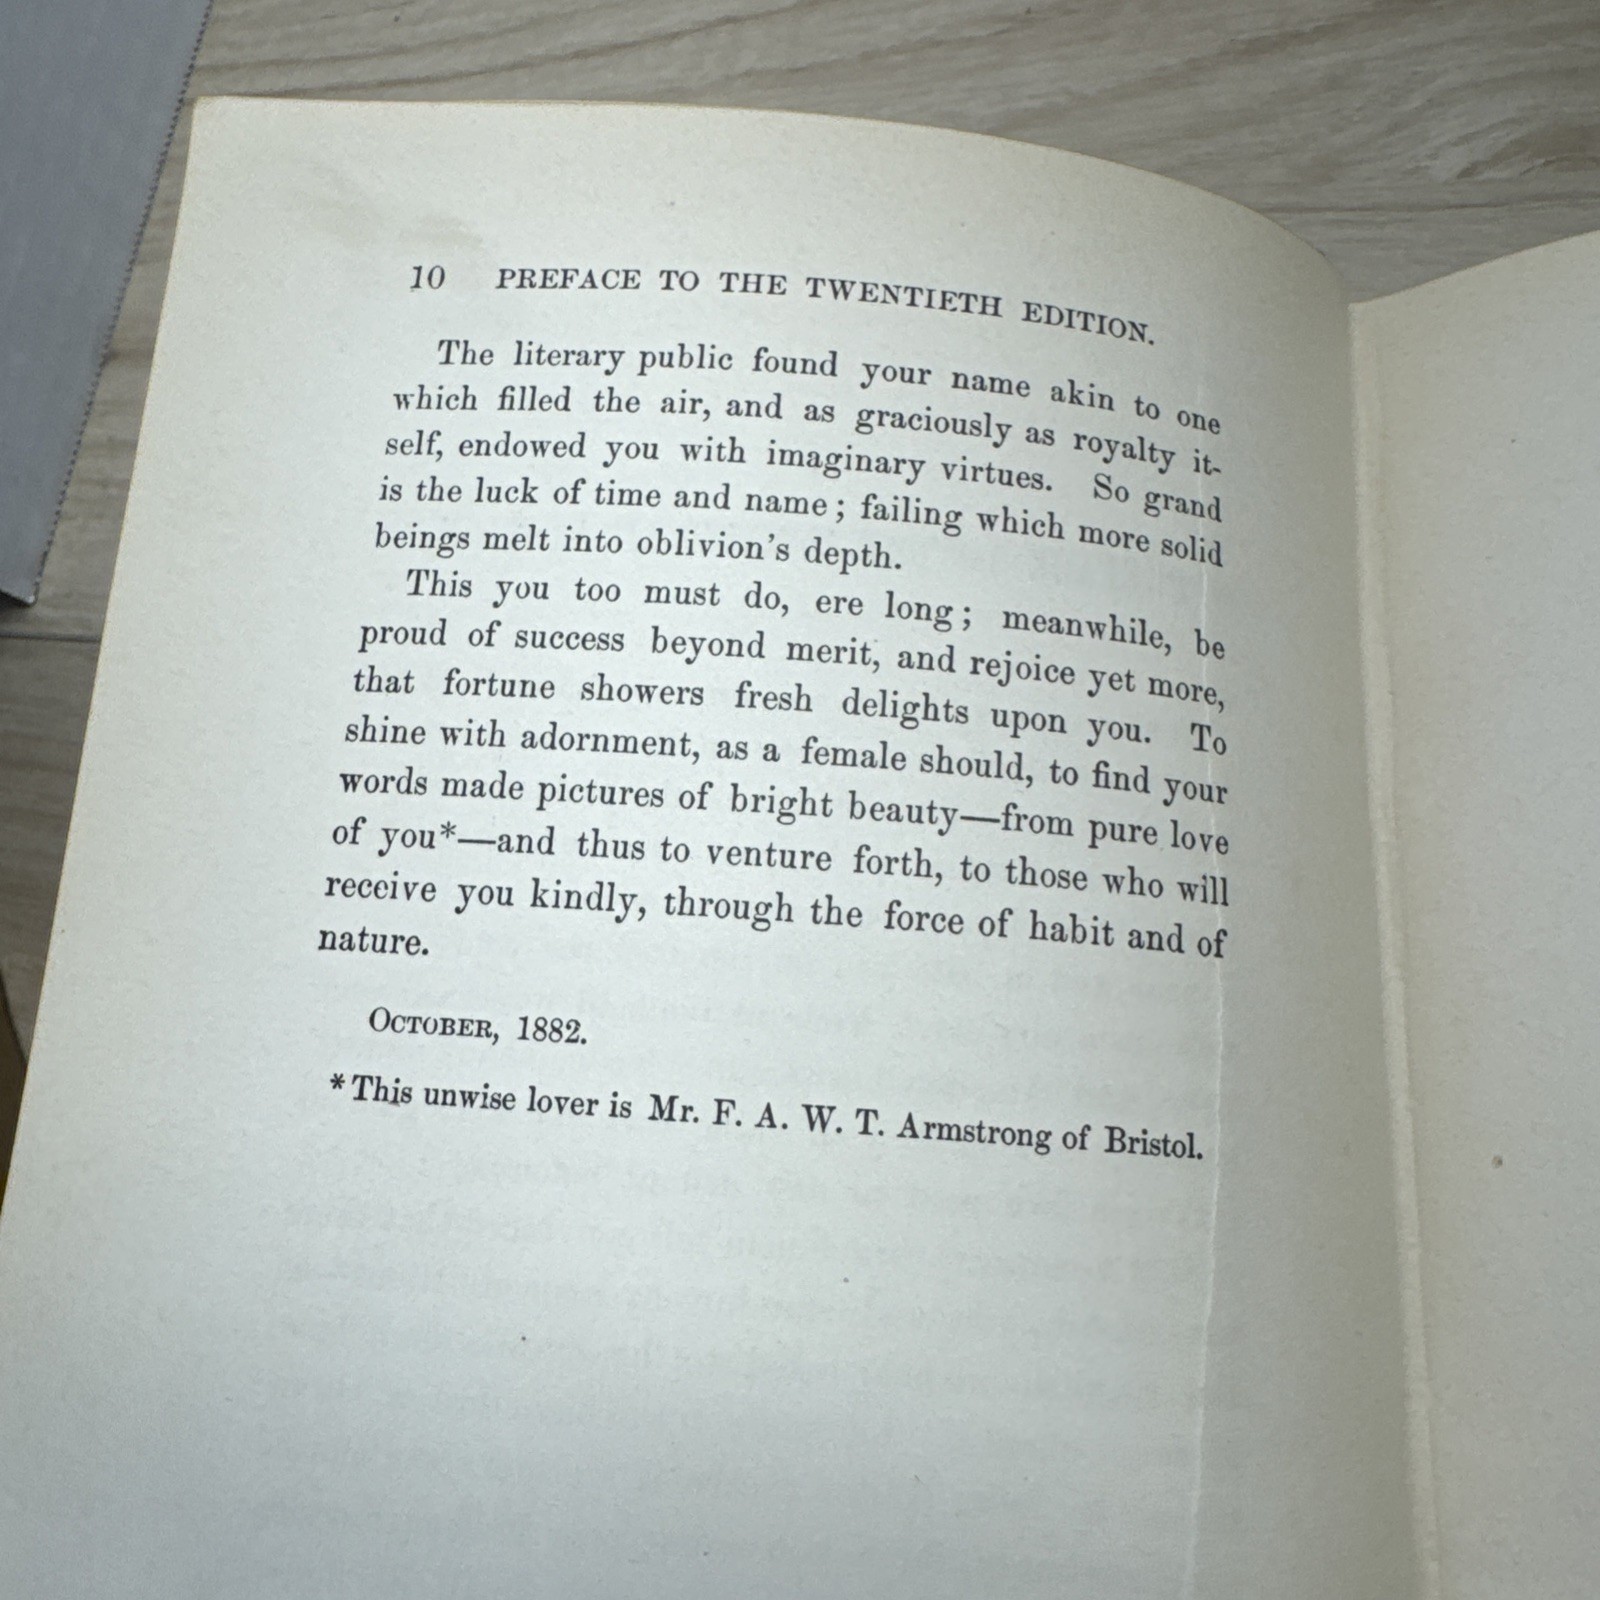 10 PREFACE TO THE TWENTIETH EDITION.
The literary public found your name akin to one
which filled the air, and as graciously as royalty it-
self, endowed you with imaginary virtues. So grand
is the luck of time and name; failing which more solid
beings melt into oblivion's depth.
This you too must do, ere long; meanwhile, be
proud of success beyond merit, and rejoice yet more,
that fortune showers fresh delights upon you. To
shine with adornment, as a female should, to find your
words made pictures of bright beauty—from pure love
of you*—and thus to venture forth, to those who will
receive you kindly, through the force of habit and of
nature.
OCTOBER, 1882.
*This unwise lover is Mr. F. A. W. T. Armstrong of Bristol.